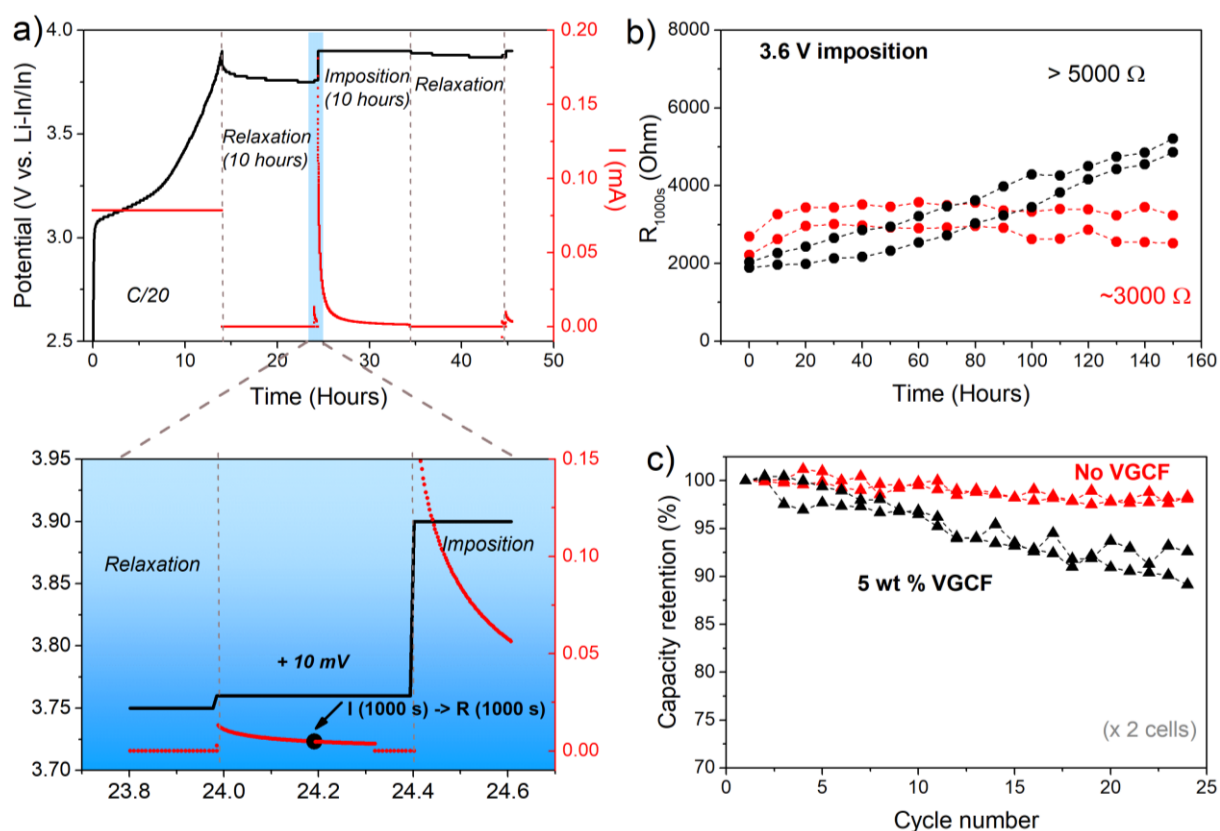 a)
4.0
3.5
3.0
2.5
Potential (V vs. Li-In/In)
0.20
0.15
0.10
0.05
0.00
I (mA)
Imposition
(10 hours)
Relaxation
Relaxation
(10 hours)
C/20
0 10 20 30 40 50
Time (Hours)
3.95
3.90
3.85
3.80
3.75
3.70
0.15
0.10
0.05
0.00
Relaxation
Imposition
+ 10 mV
I (1000 s) -> R (1000 s)
23.8 24.0 24.2 24.4 24.6
b)
8000
6000
4000
2000
0
R1000s (Ohm)
3.6 V imposition
> 5000 Ω
~3000 Ω
0 20 40 60 80 100 120 140 160
Time (Hours)
c)
100
95
90
85
80
75
70
Capacity retention (%)
No VGCF
5 wt % VGCF
(x 2 cells)
0 5 10 15 20 25
Cycle number